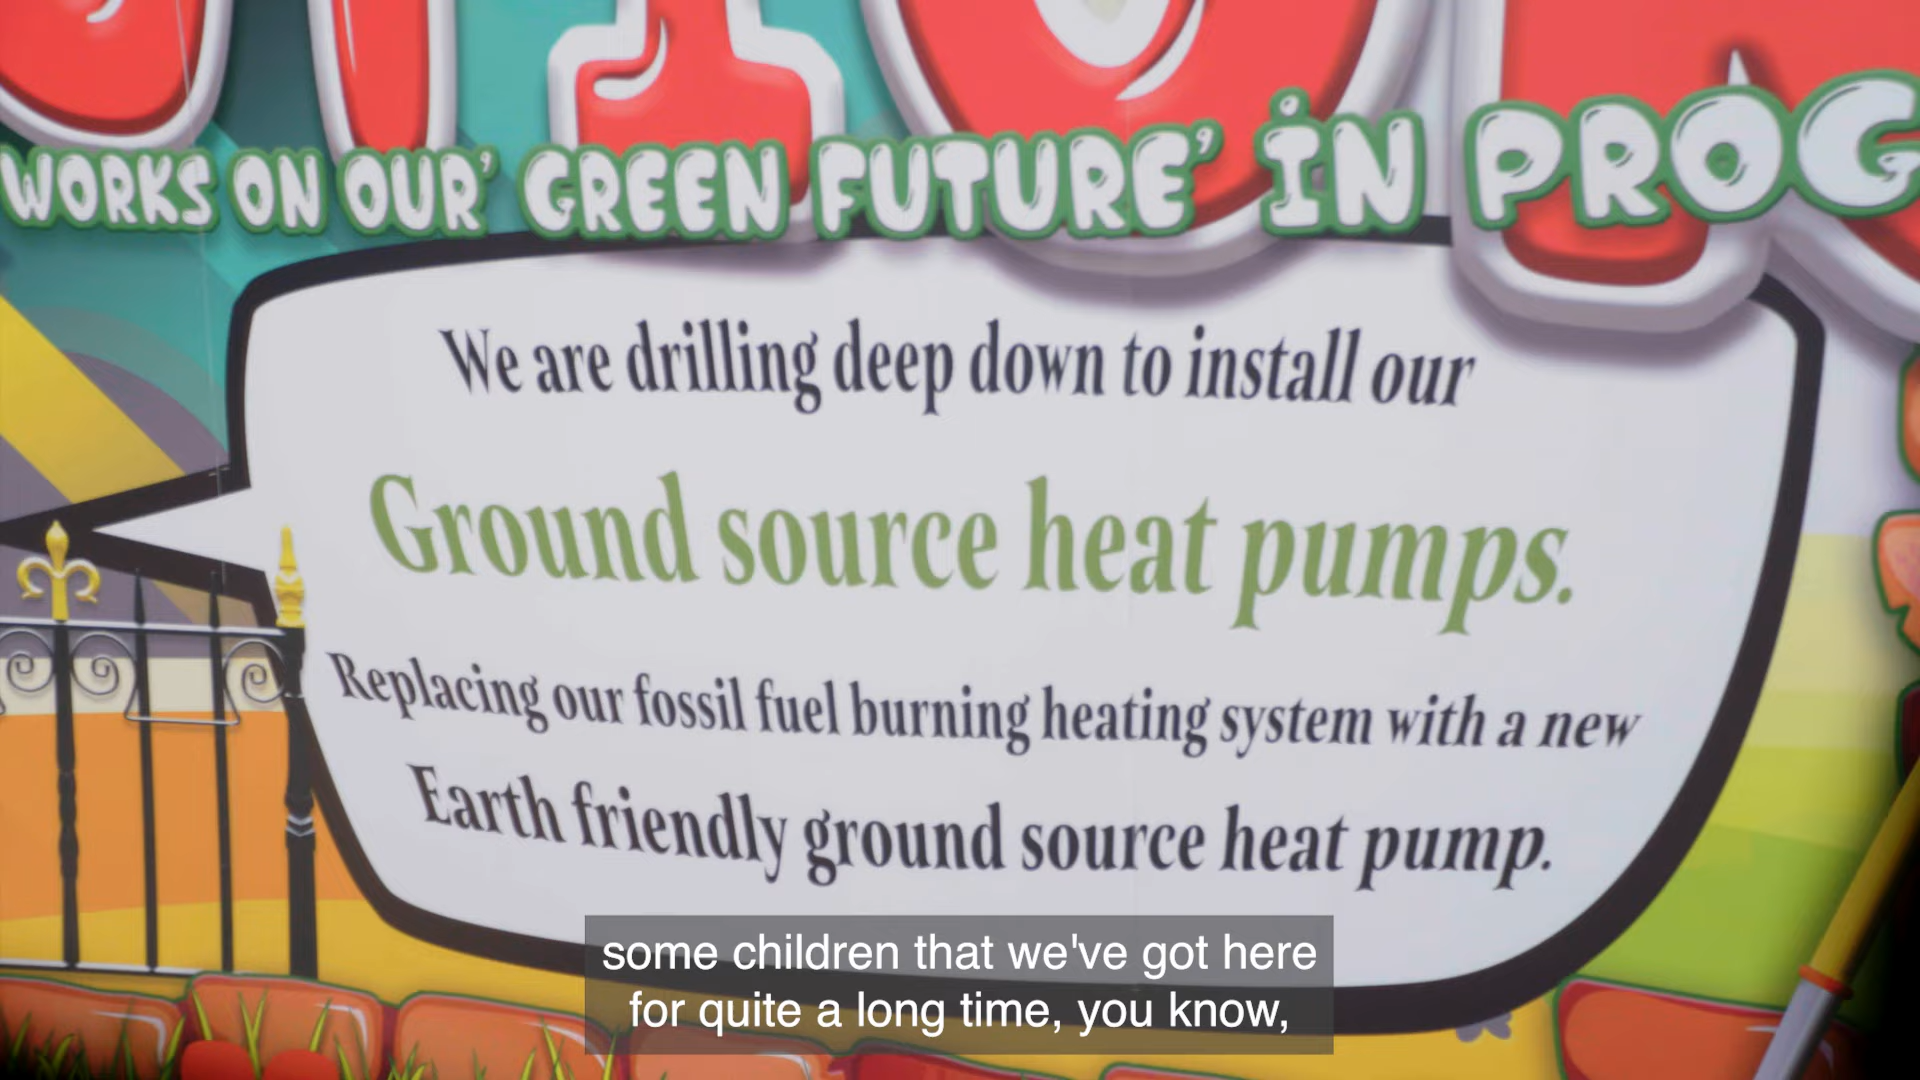 WORKS ON OUR' GREEN FUTURE' IN PROG
We are drilling deep down to install our
Ground source heat pumps.
Replacing our fossil fuel burning heating system with a new
Earth friendly ground source heat pump.
some children that we've got here
for quite a long time, you know,